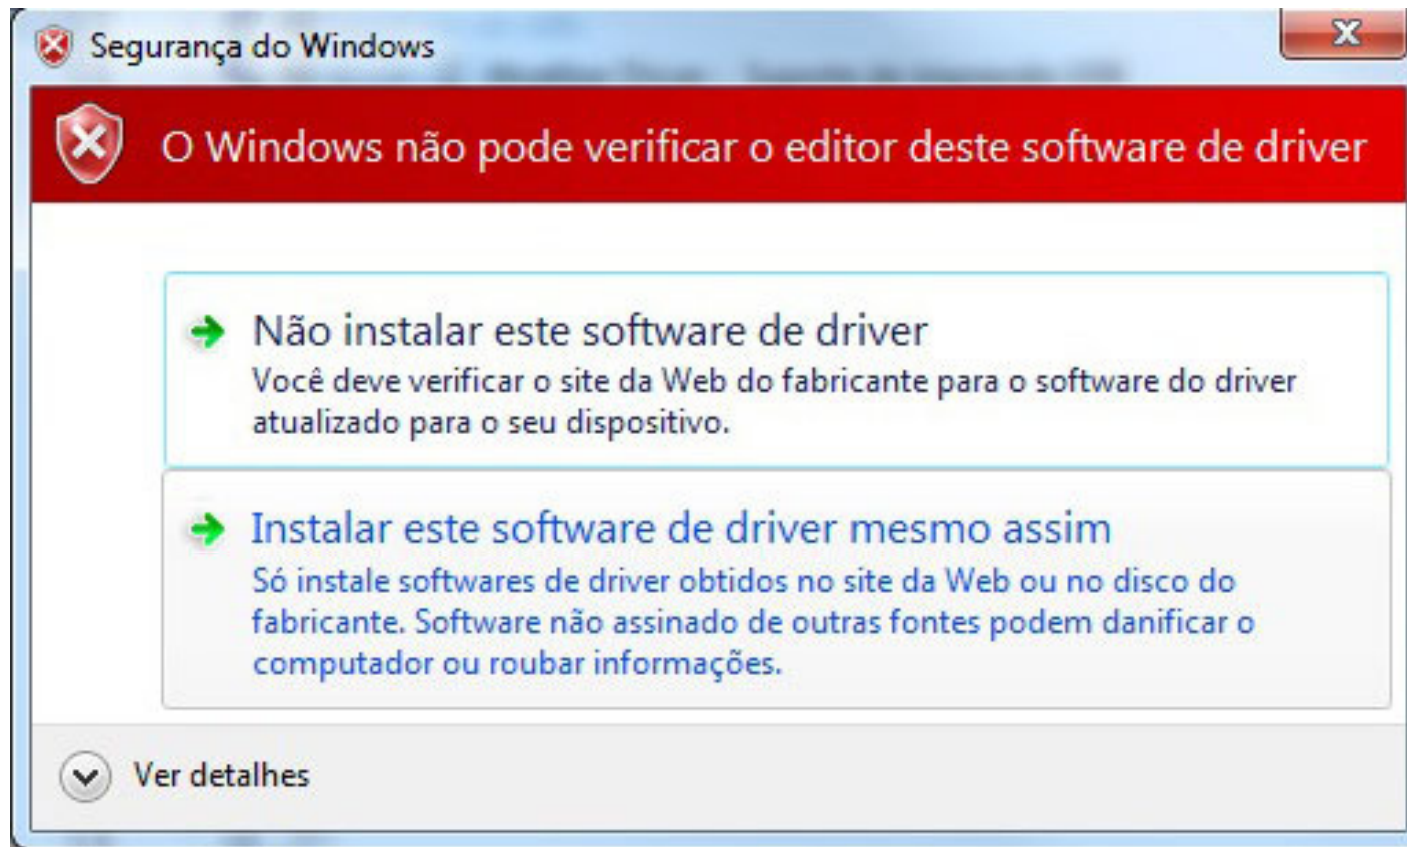 Segurança do Windows
O Windows não pode verificar o editor deste software de driver
Não instalar este software de driver
Você deve verificar o site da Web do fabricante para o software do driver
atualizado para o seu dispositivo.
Instalar este software de driver mesmo assim
Só instale softwares de driver obtidos no site da Web ou no disco do
fabricante. Software não assinado de outras fontes podem danificar o
computador ou roubar informações.
Ver detalhes